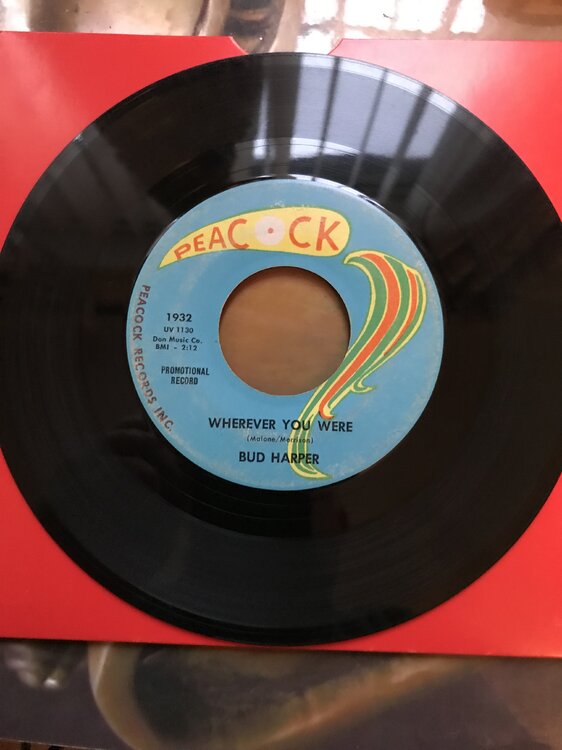 PEACOCK
1932
UV 1130
Don Music Co.
BMI - 2:12
PROMOTIONAL
RECORD
PEACOCK RECORDS INC.
WHEREVER YOU WERE
(Malone/Morrison)
BUD HARPER